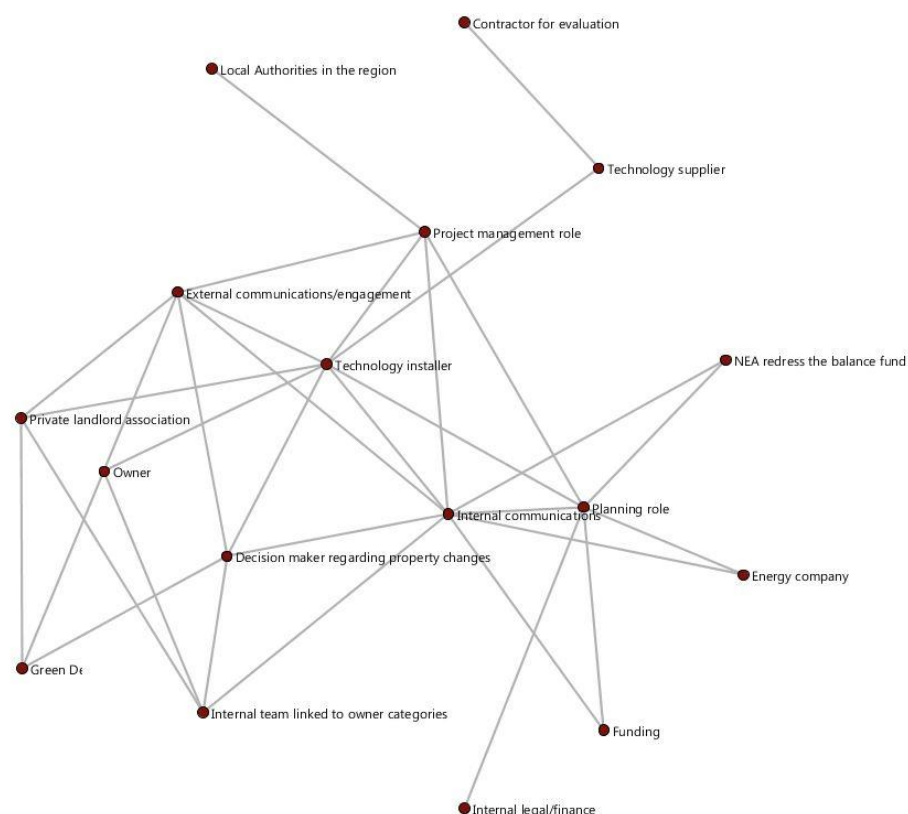 Contractor for evaluation
Local Authorities in the region
Technology supplier
Project management role
External communications/engagement
NEA redress the balance fund
Technology installer
Private landlord association
Owner
Planning role
Internal communications
Decision maker regarding property changes
Energy company
Green De
Internal team linked to owner categories
Funding
Internal legal/finance